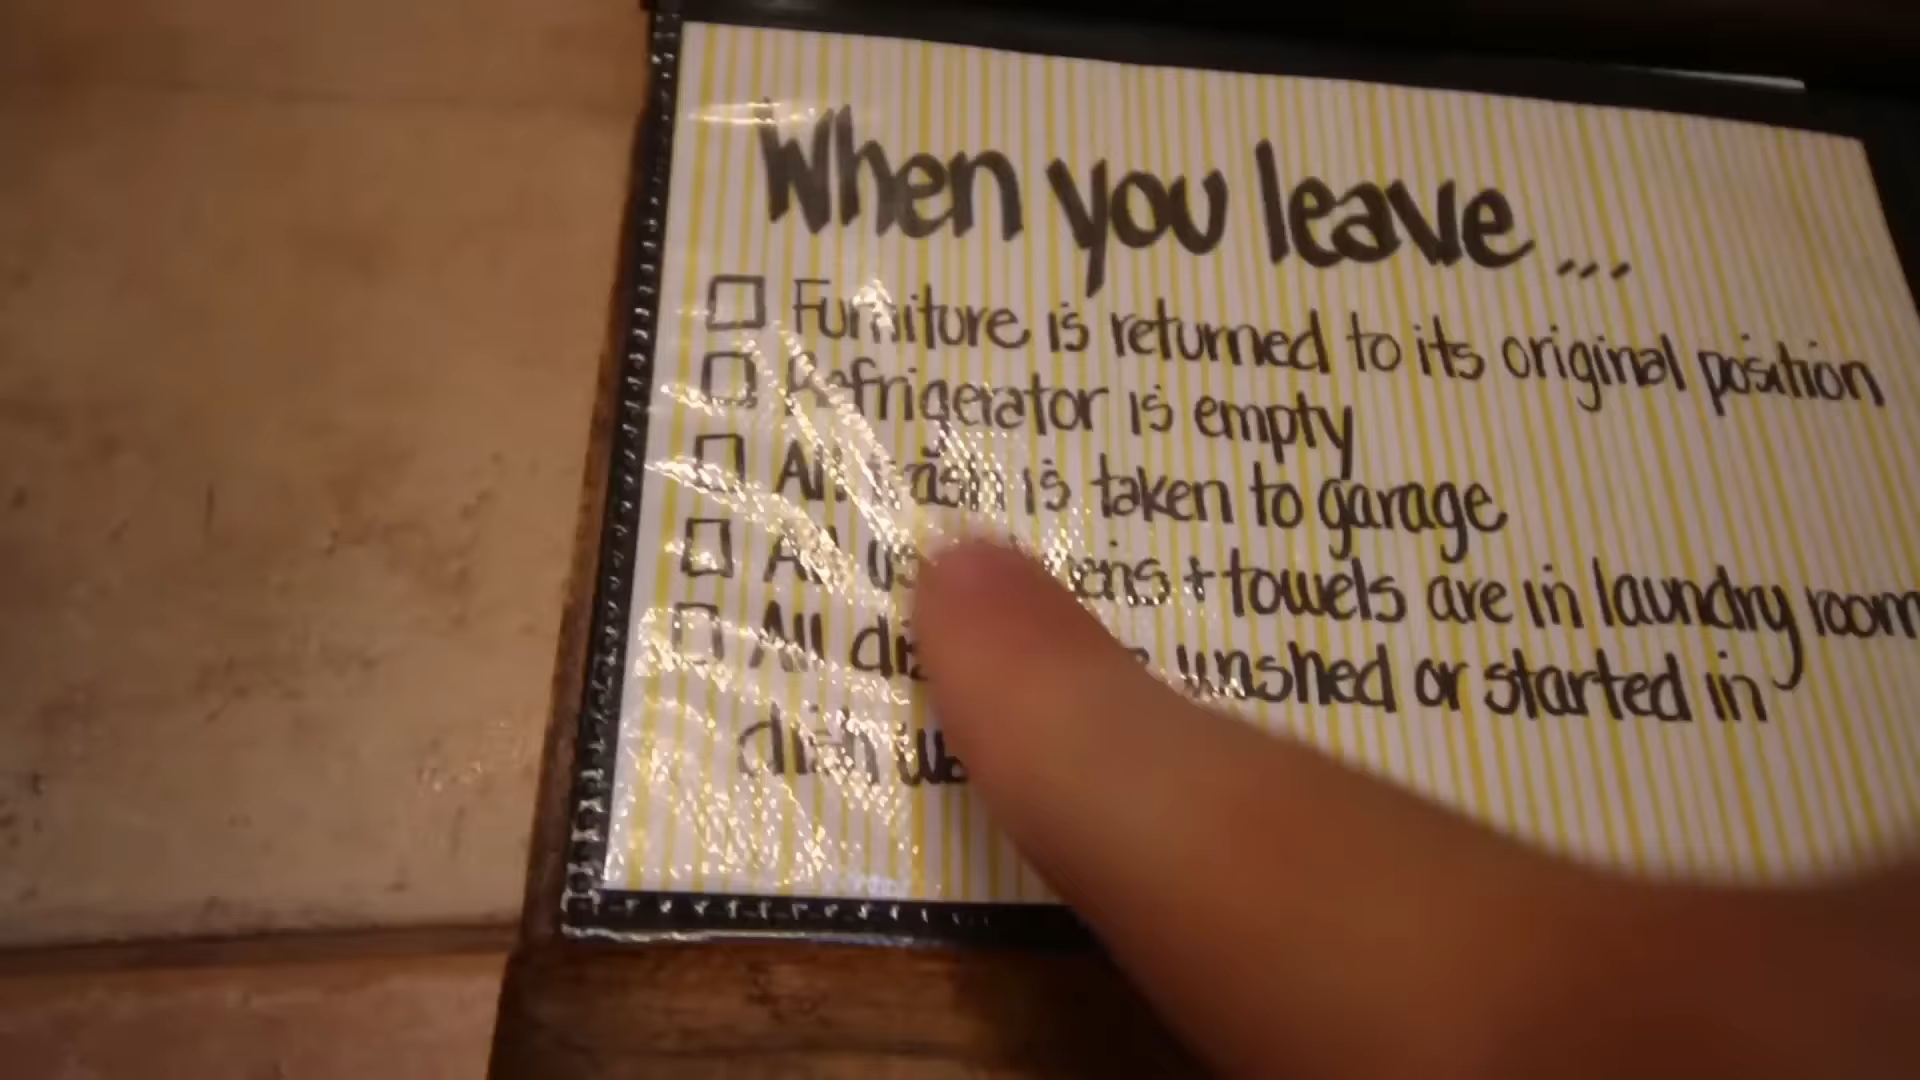 When you leave...
Furniture is returned to its original position
Refrigerator is empty
All trash is taken to garage
All + towels are in laundry room
All washed or started in
dish